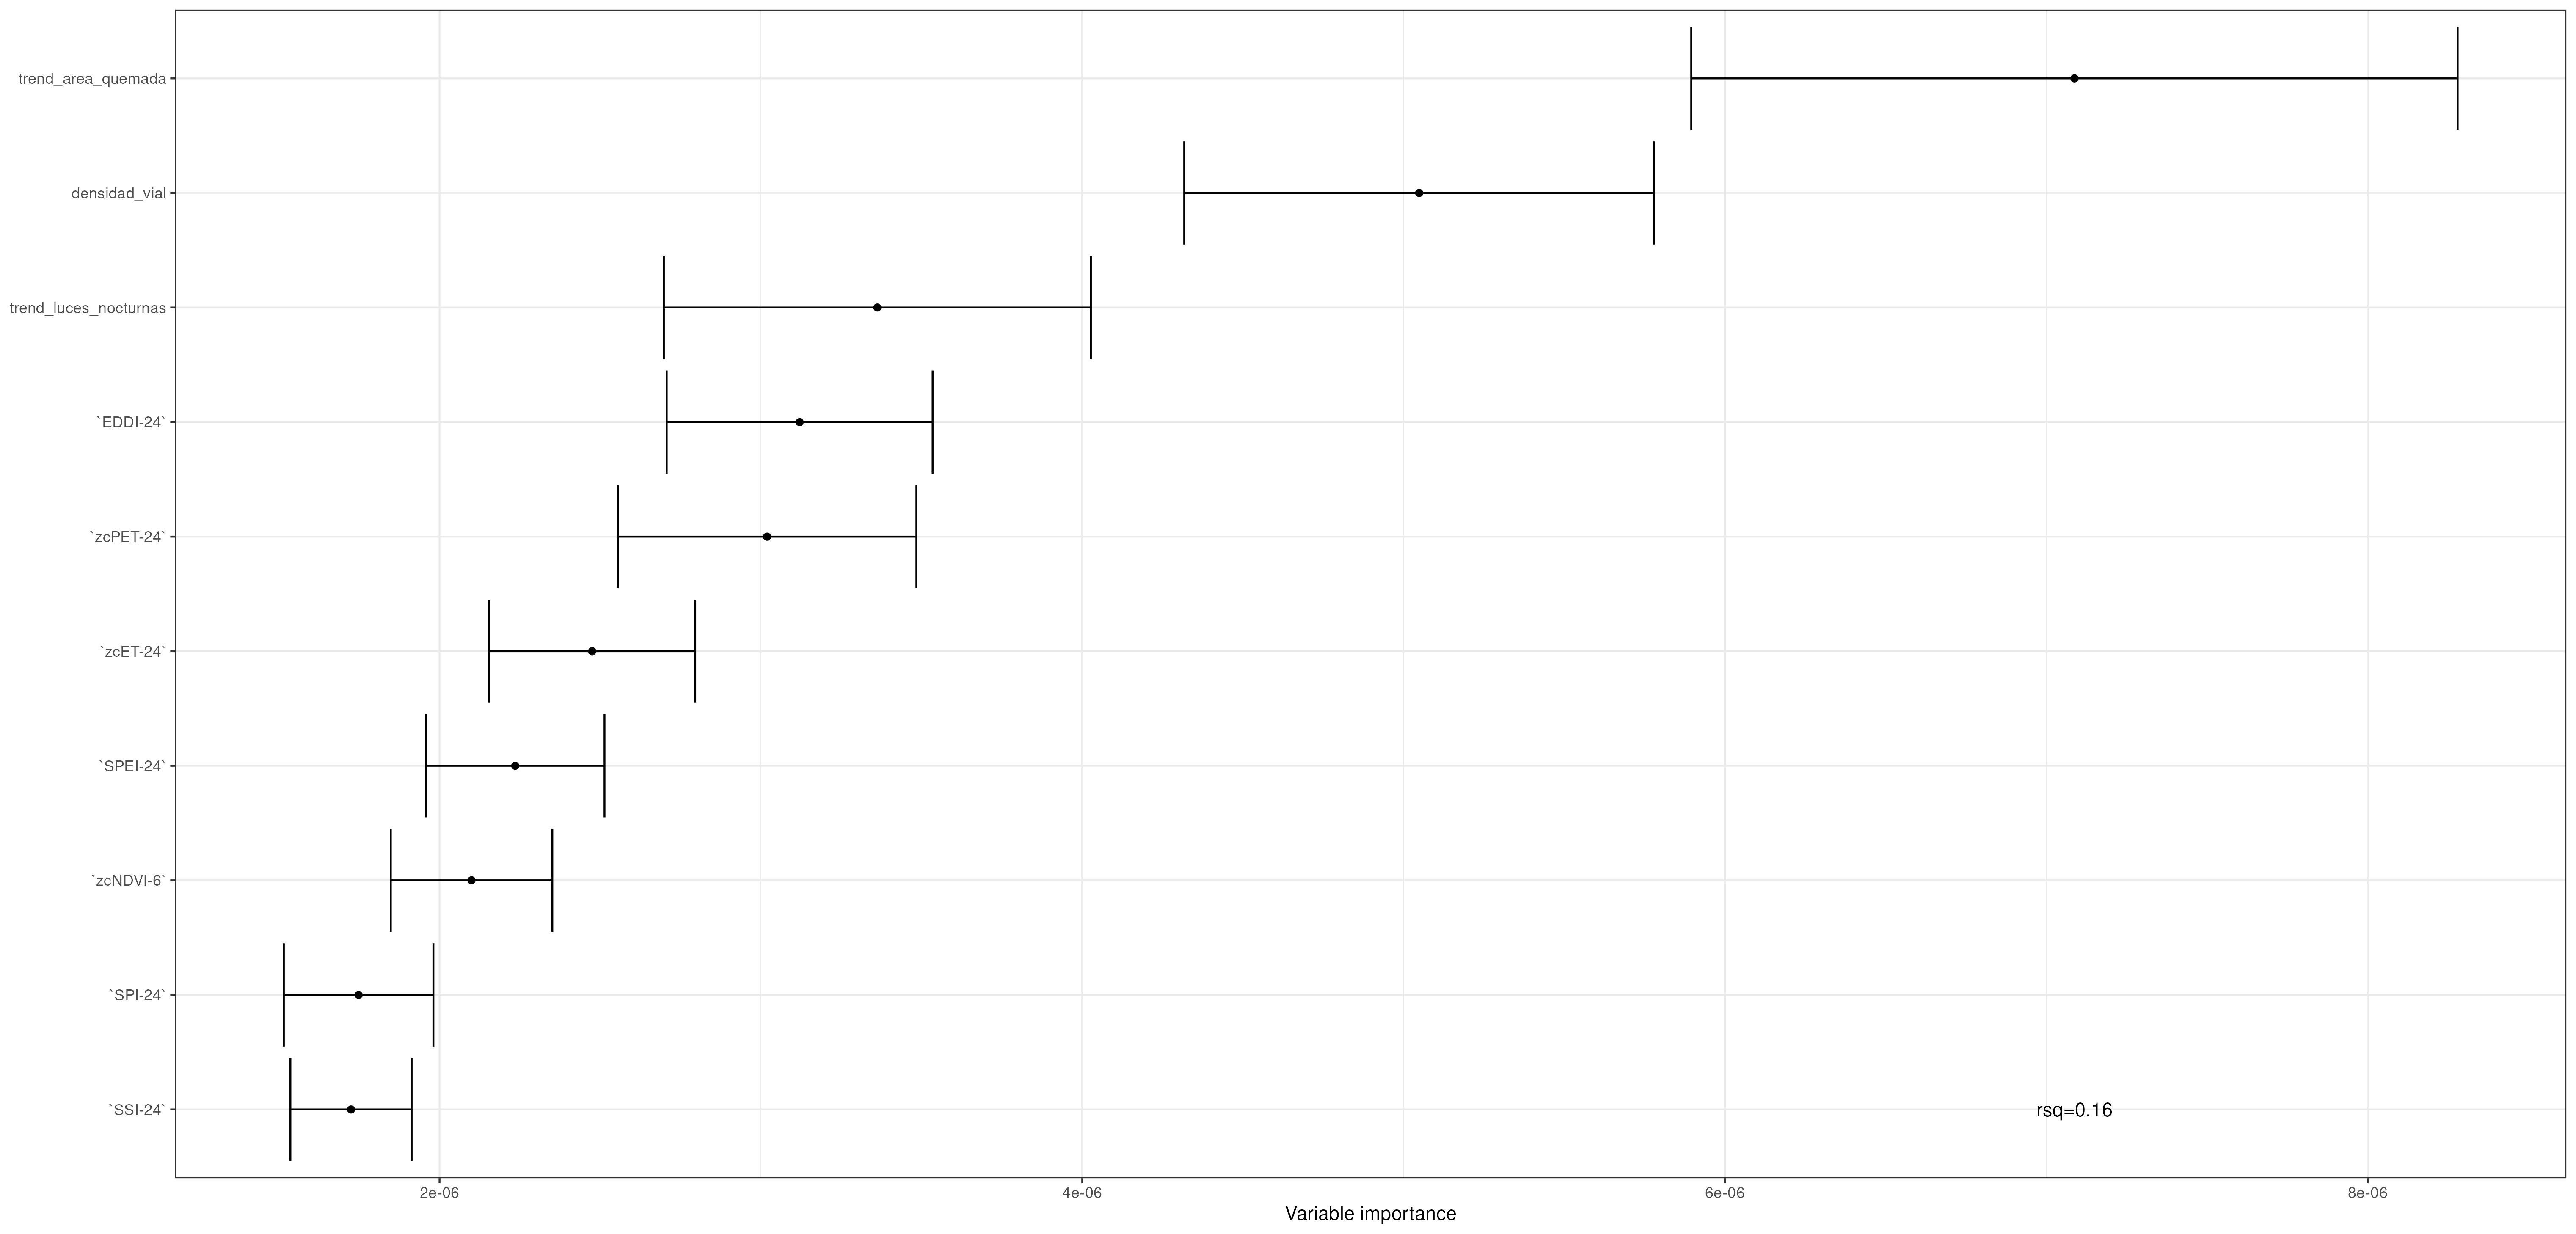 trend_area_quemada
densidad_vial
trend_luces_nocturnas
`EDDI-24`
`zcPET-24`
`zcET-24`
`SPEI-24`
`zcNDVI-6`
`SPI-24`
`SSI-24`
rsq=0.16
2e-06 4e-06 6e-06 8e-06
Variable importance